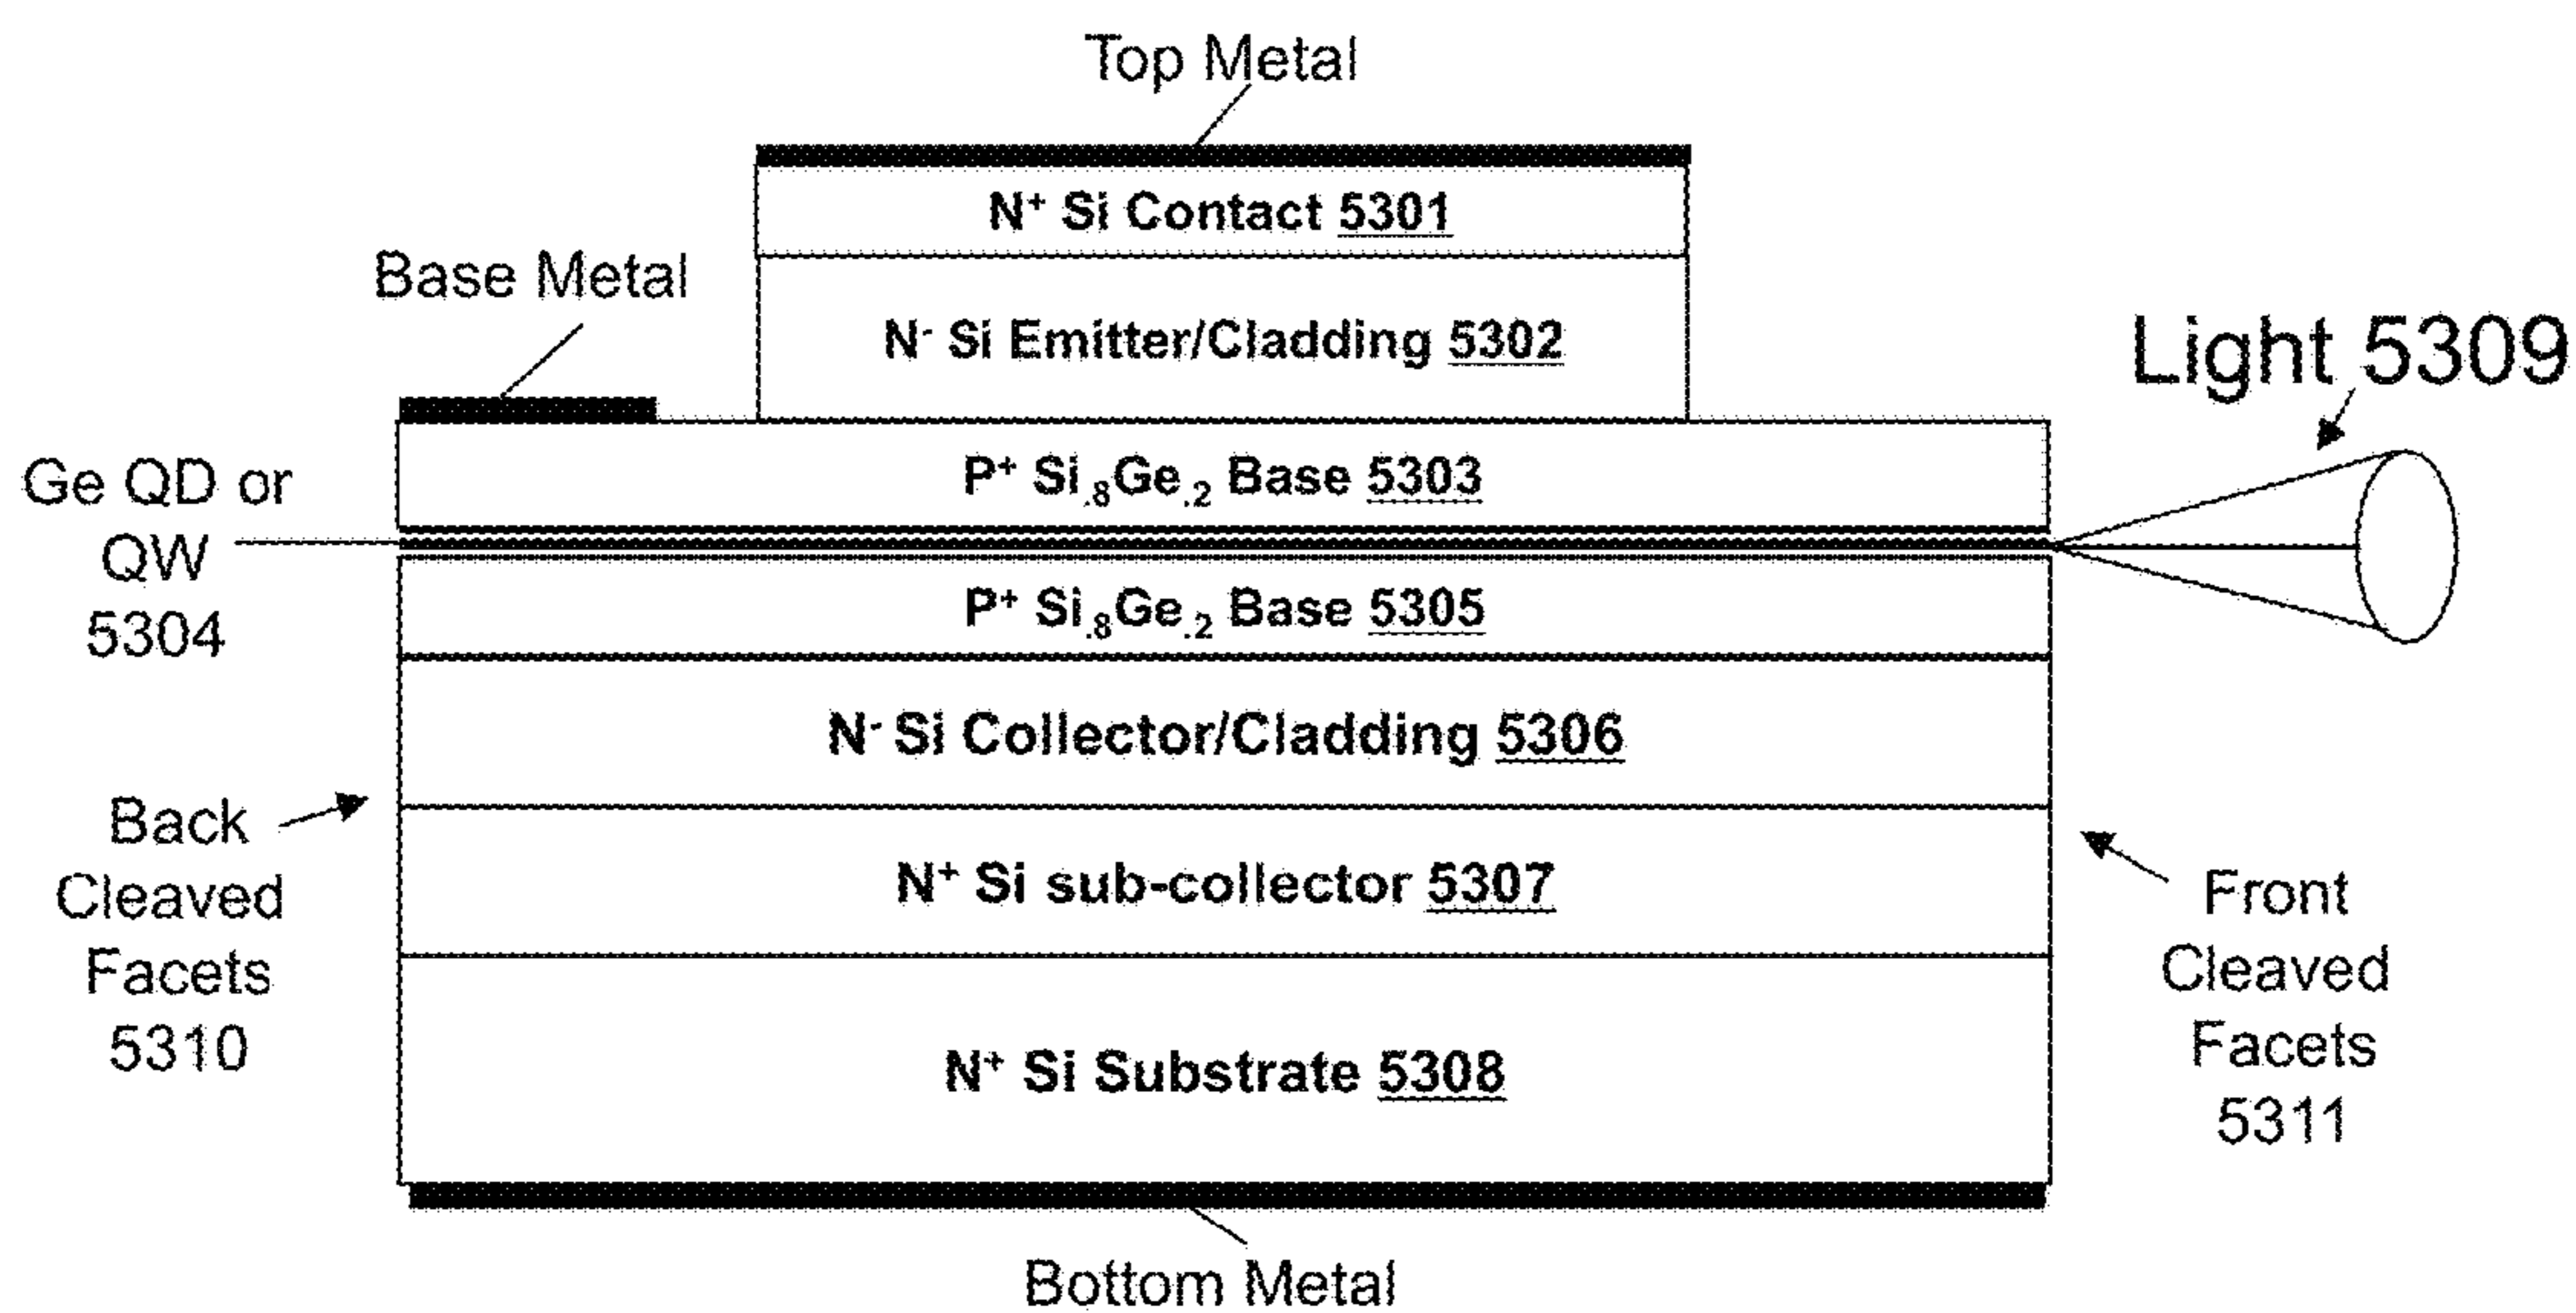 Top Metal
N⁺ Si Contact 5301
Base Metal
N⁻ Si Emitter/Cladding 5302
Light 5309
P⁺ Si.₈Ge.₂ Base 5303
Ge QD or
QW
5304
P⁺ Si.₈Ge.₂ Base 5305
N⁻ Si Collector/Cladding 5306
Back
Cleaved
Facets
5310
N⁺ Si sub-collector 5307
Front
Cleaved
Facets
5311
N⁺ Si Substrate 5308
Bottom Metal